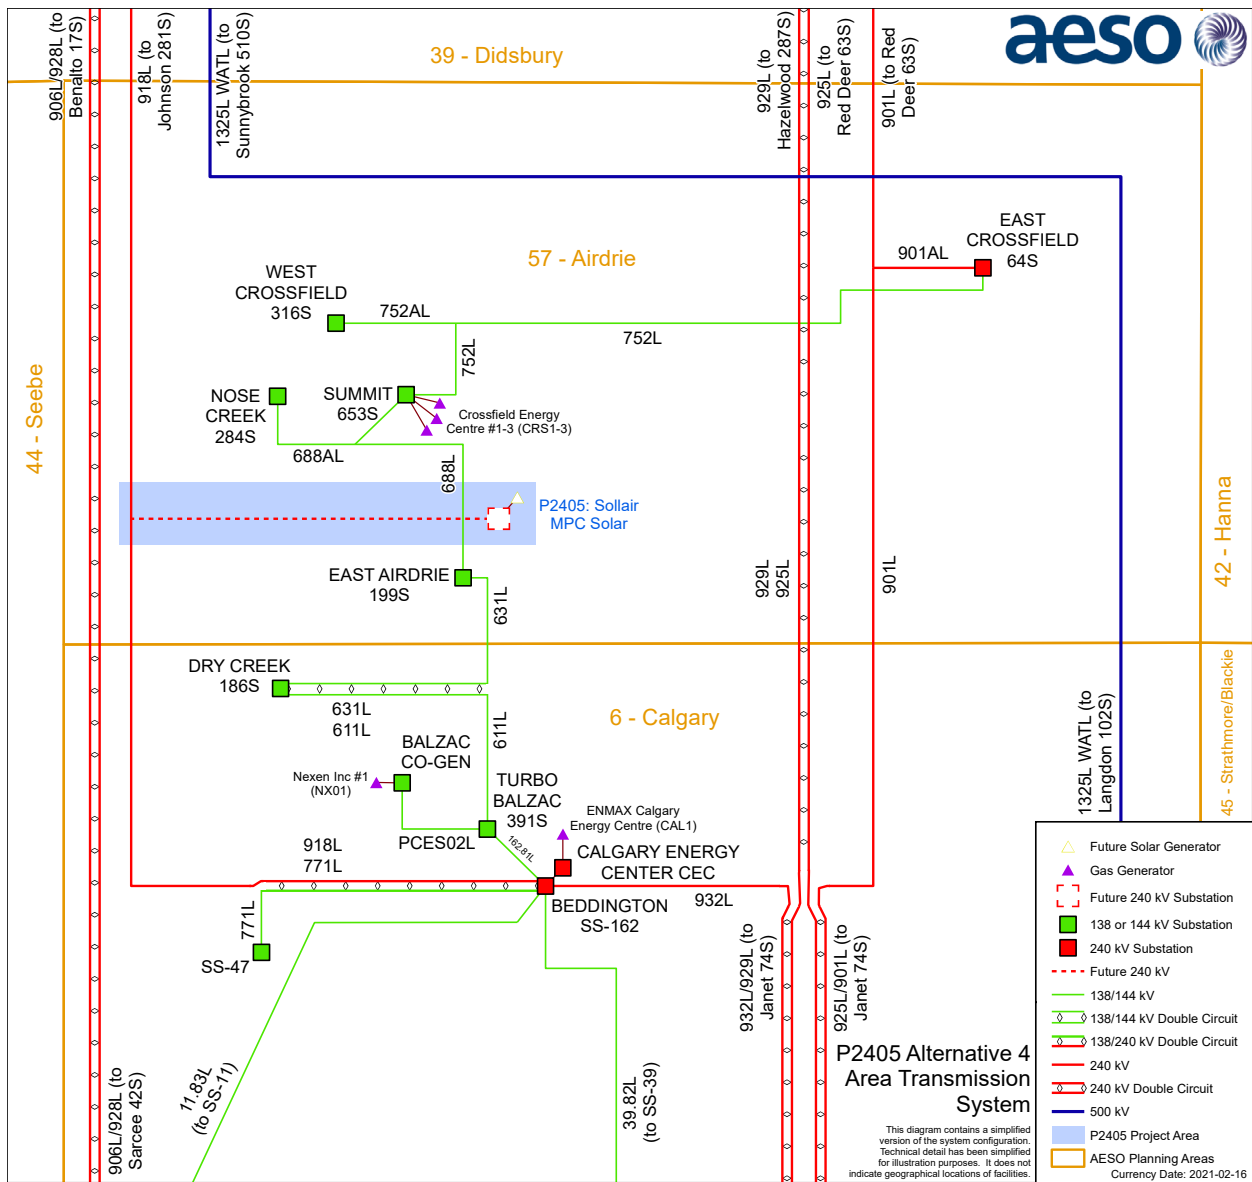 906L/928L (to
Benalto 17S)
918L (to
Johnson 281S)
1325L WATL (to
Sunnybrook 510S)
39 - Didsbury
929L (to
Hazelwood 287S)
925L (to
Red Deer 63S)
901L (to Red
Deer 63S)
aeso
EAST
CROSSFIELD
64S
901AL
57 - Airdrie
WEST
CROSSFIELD
316S
752AL
752L
752L
NOSE
CREEK
284S
SUMMIT
653S
Crossfield Energy
Centre #1-3 (CRS1-3)
44 - Seebe
688AL
688L
P2405: Sollair
MPC Solar
42 - Hanna
EAST AIRDRIE
199S
631L
929L
925L
901L
DRY CREEK
186S
631L
611L
611L
6 - Calgary
45 - Strathmore/Blackie
1325L WATL (to
Langdon 102S)
BALZAC
CO-GEN
Nexen Inc #1
(NX01)
TURBO
BALZAC
391S
PCES02L
162.81L
ENMAX Calgary
Energy Centre (CAL1)
CALGARY ENERGY
CENTER CEC
918L
771L
BEDDINGTON
SS-162
932L
771L
SS-47
932L/929L (to
Janet 74S)
925L/901L (to
Janet 74S)
11.83L
(to SS-11)
39.82L
(to SS-39)
906L/928L (to
Sarcee 42S)
P2405 Alternative 4
Area Transmission
System
This diagram contains a simplified
version of the system configuration.
Technical detail has been simplified
for illustration purposes. It does not
indicate geographical locations of facilities.
Future Solar Generator
Gas Generator
Future 240 kV Substation
138 or 144 kV Substation
240 kV Substation
Future 240 kV
138/144 kV
138/144 kV Double Circuit
138/240 kV Double Circuit
240 kV
240 kV Double Circuit
500 kV
P2405 Project Area
AESO Planning Areas
Currency Date: 2021-02-16